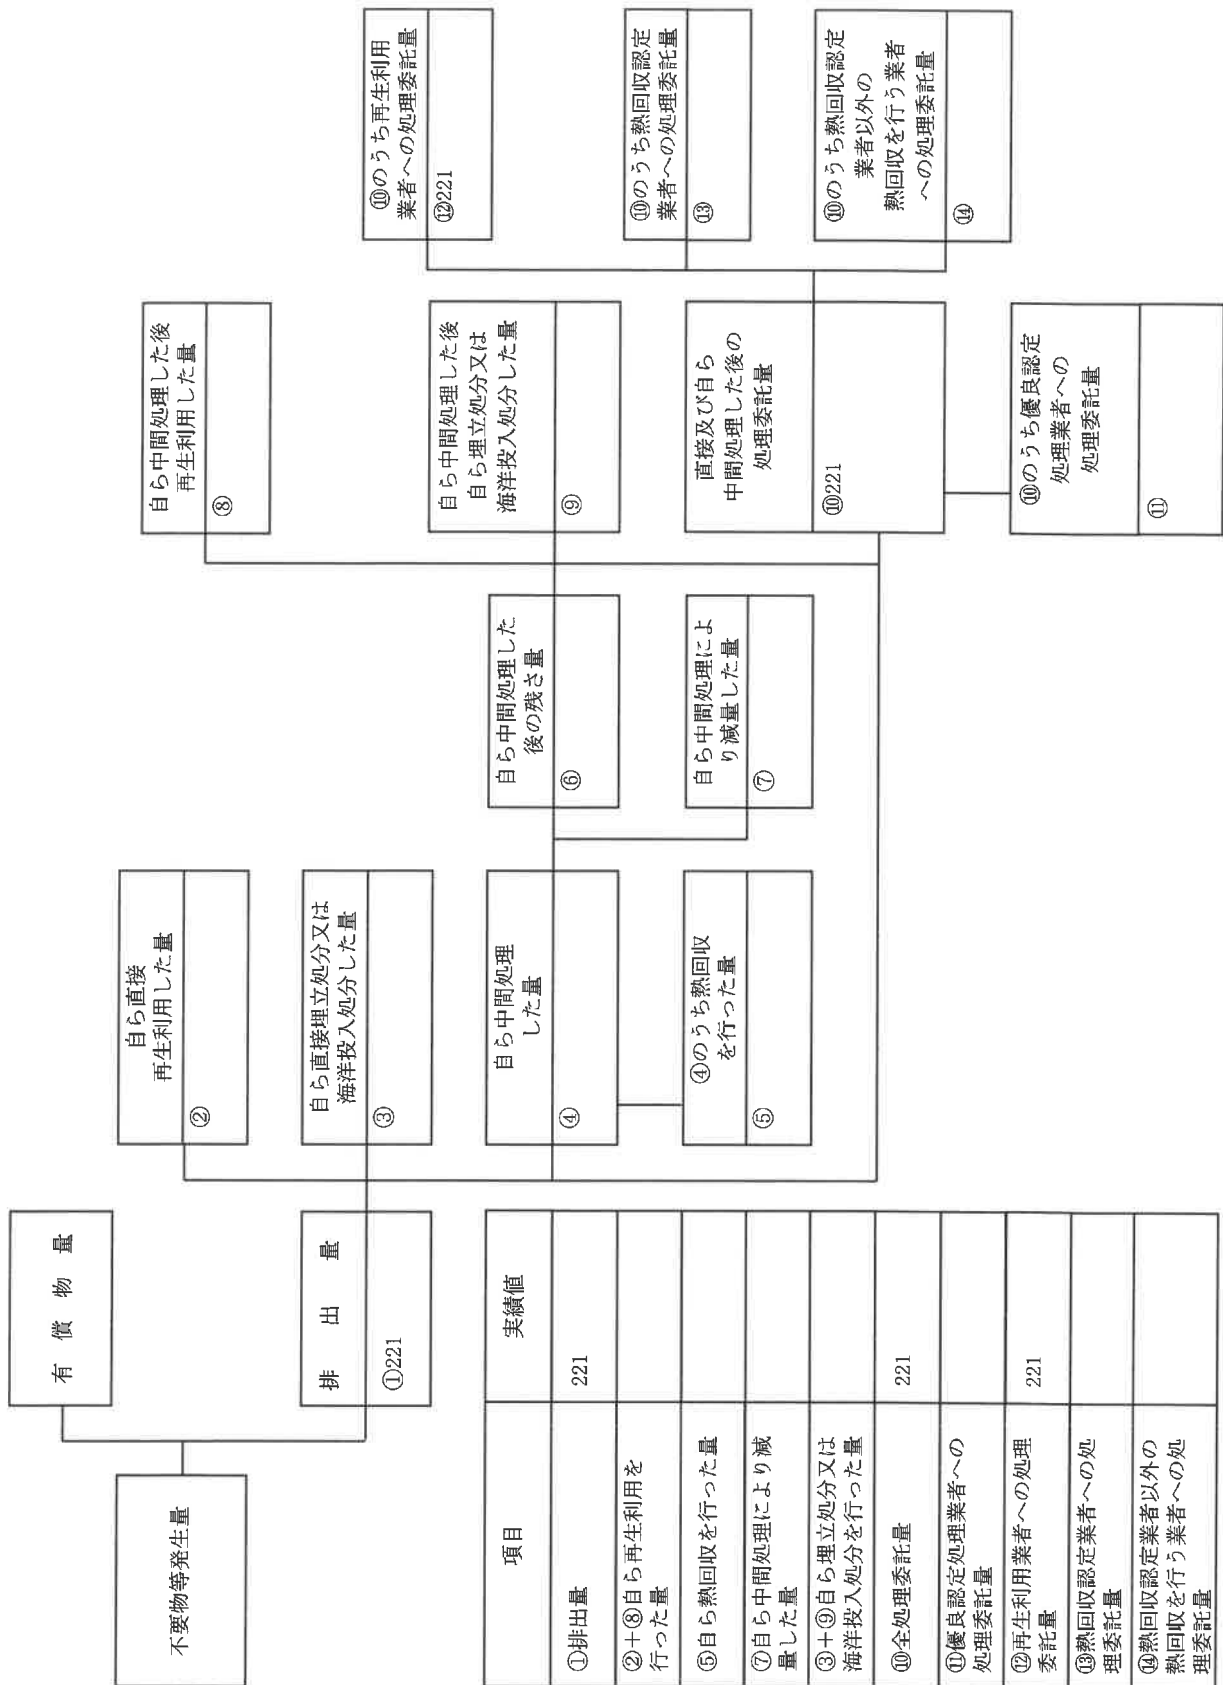 不要物等発生量
有償物量
排出量
①221
自ら直接
再生利用した量
②
自ら直接埋立処分又は
海洋投入処分した量
③
自ら中間処理
した量
④
④のうち熱回収
を行った量
⑤
自ら中間処理した
後の残さ量
⑥
自ら中間処理によ
り減量した量
⑦
自ら中間処理した後
再生利用した量
⑧
自ら中間処理した後
自ら埋立処分又は
海洋投入処分した量
⑨
直接及び自ら
中間処理した後の
処理委託量
⑩221
⑩のうち優良認定
処理業者への
処理委託量
⑪
⑩のうち再生利用
業者への処理委託量
⑫221
⑩のうち熱回収認定
業者への処理委託量
⑬
⑩のうち熱回収認定
業者以外の
熱回収を行う業者
への処理委託量
⑭
項目 実績値
①排出量 221
②+⑧自ら再生利用を
行った量
⑤自ら熱回収を行った量
⑦自ら中間処理により減
量した量
③+⑨自ら埋立処分又は
海洋投入処分を行った量
⑩全処理委託量 221
⑪優良認定処理業者への
処理委託量
⑫再生利用業者への処理
委託量 221
⑬熱回収認定業者への処
理委託量
⑭熱回収認定業者以外の
熱回収を行う業者への処
理委託量